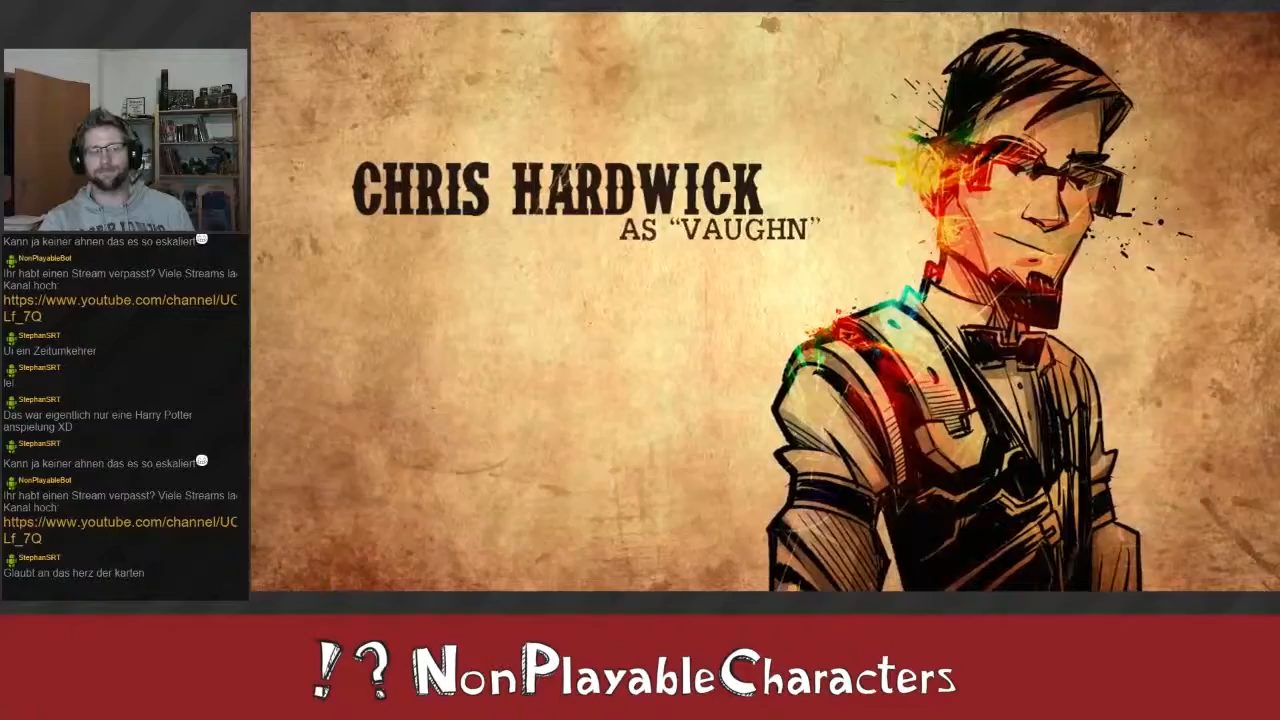 Kann ja keiner ahnen das es so eskaliert
NonPlayableBot
Ihr habt einen Stream verpasst? Viele Streams la
Kanal hoch:
https://www.youtube.com/channel/UC
Lf_7Q
StephanSRT
Ui ein Zeitumkehrer
StephanSRT
lel
StephanSRT
Das war eigentlich nur eine Harry Potter
anspielung XD
StephanSRT
Kann ja keiner ahnen das es so eskaliert
NonPlayableBot
Ihr habt einen Stream verpasst? Viele Streams la
Kanal hoch:
https://www.youtube.com/channel/UC
Lf_7Q
StephanSRT
Glaubt an das herz der karten
CHRIS HARDWICK
AS “VAUGHN”
!? NonPlayableCharacters